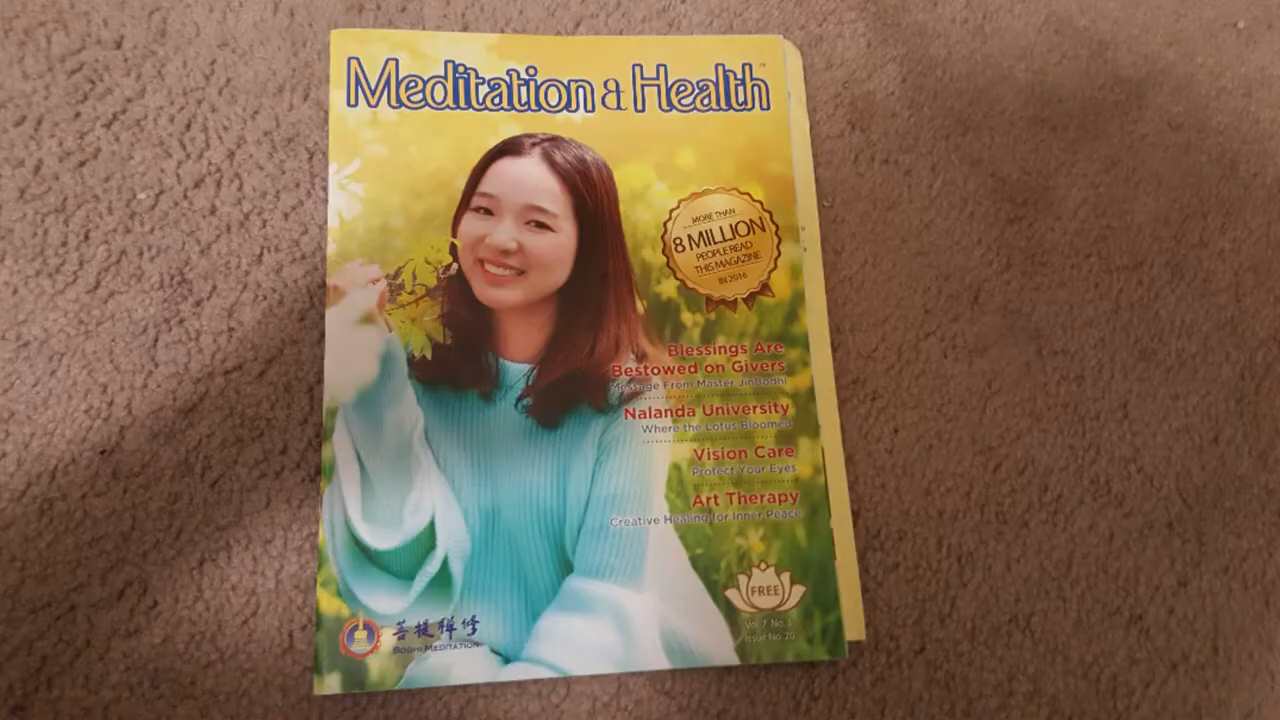 Meditation & Health
TM
MORE THAN
8 MILLION
PEOPLE READ
THIS MAGAZINE
IN 2016
Blessings Are
Bestowed on Givers
Message From Master JinBodhi
Nalanda University
Where the Lotus Bloomed
Vision Care
Protect Your Eyes
Art Therapy
Creative Healing for Inner Peace
FREE
Vol 7 No.1
Issue No 20
菩提禪修
BODHI MEDITATION